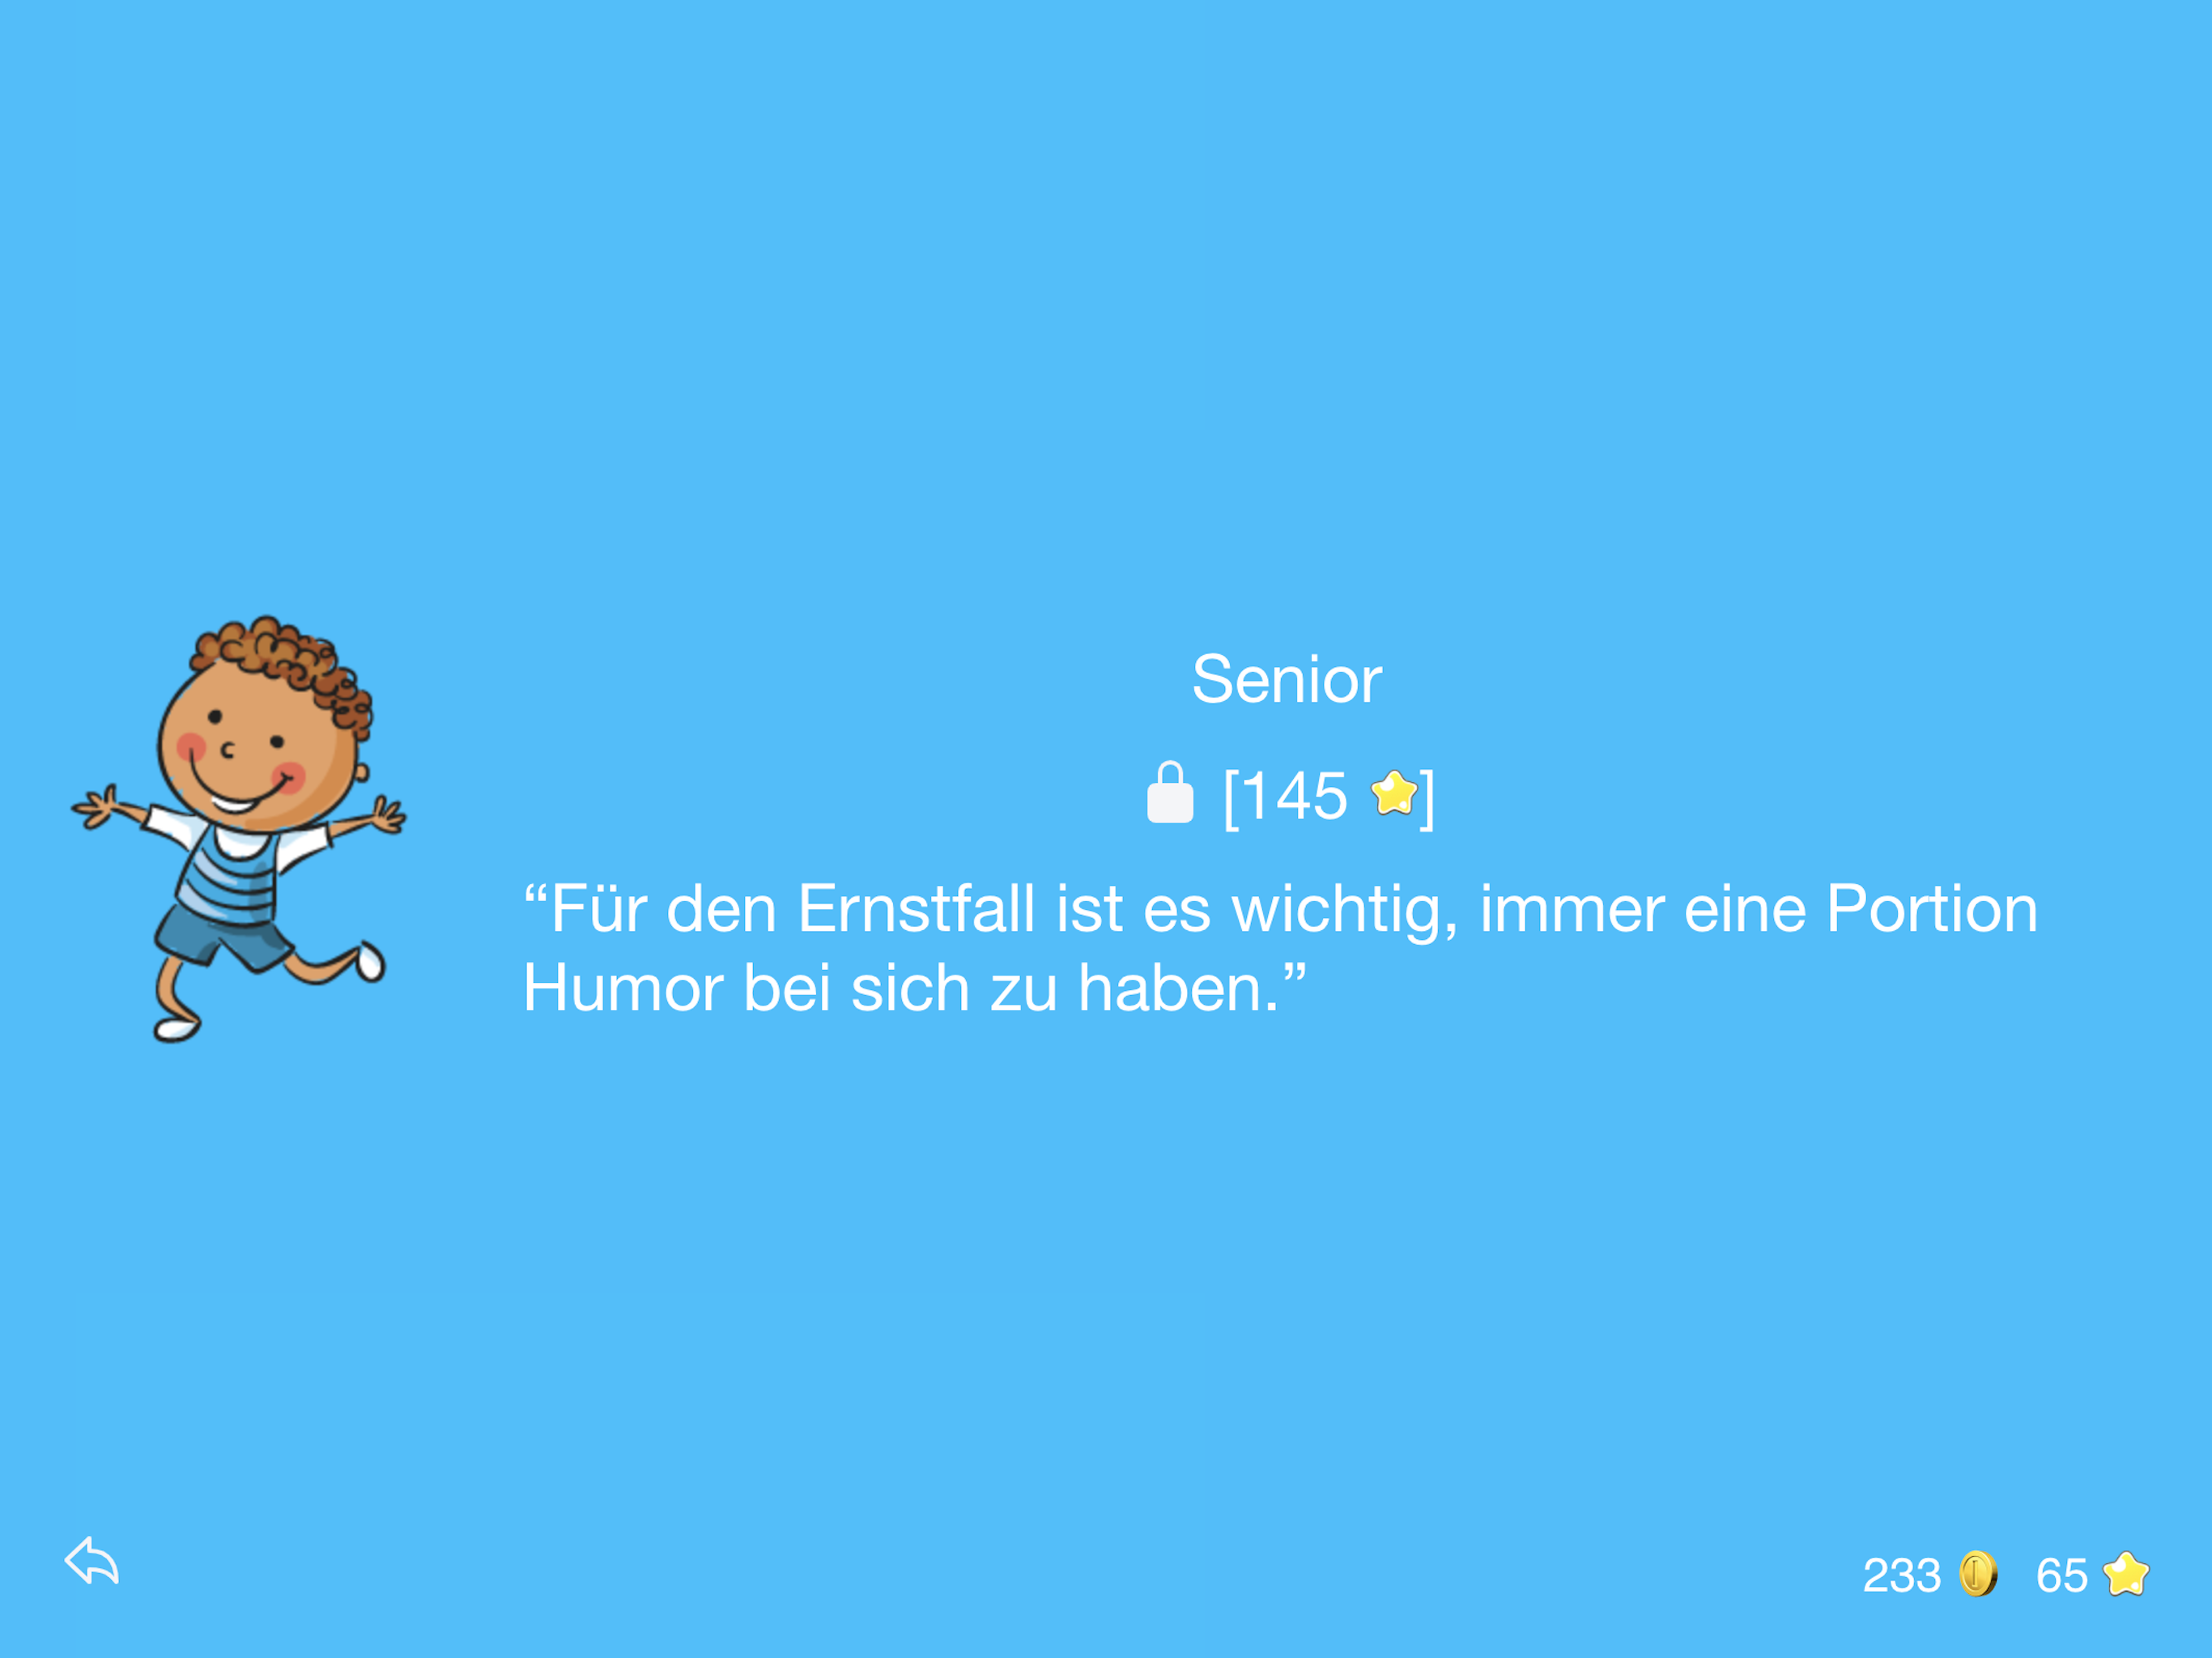 Senior
[145 ]
“Für den Ernstfall ist es wichtig, immer eine Portion
Humor bei sich zu haben.”
233 65